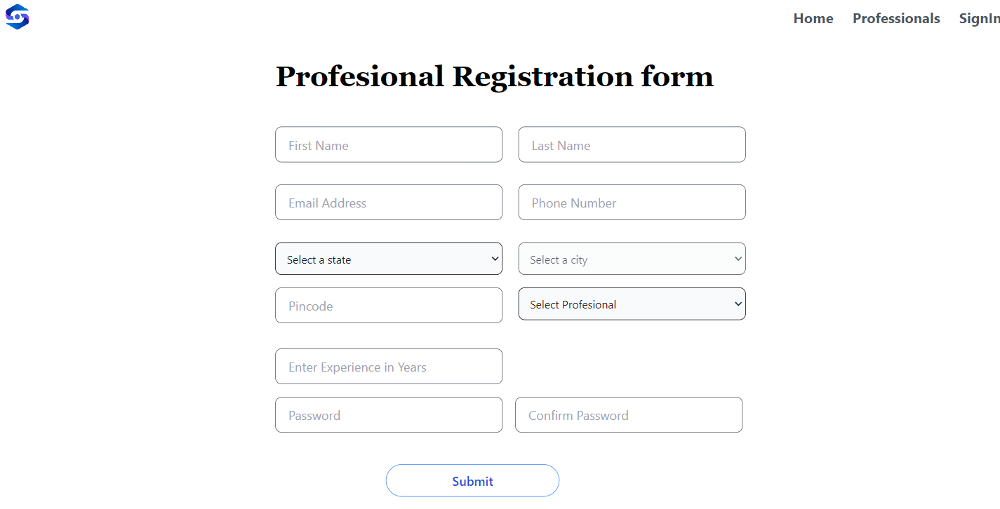 Home Professionals SignIn
Profesional Registration form
First Name Last Name
Email Address Phone Number
Select a state Select a city
Pincode Select Profesional
Enter Experience in Years
Password Confirm Password
Submit